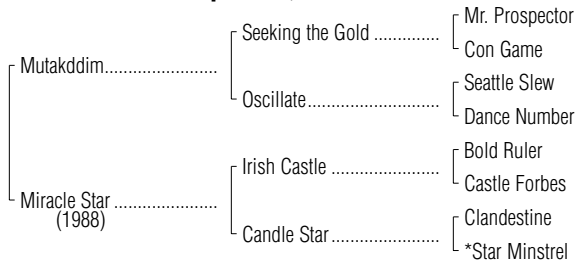 Mr. Prospector
Seeking the Gold ..............
Con Game
Mutakddim.......................
Seattle Slew
Oscillate...........................
Dance Number
Bold Ruler
Irish Castle ......................
Castle Forbes
Miracle Star .....................
(1988)
Clandestine
Candle Star......................
*Star Minstrel